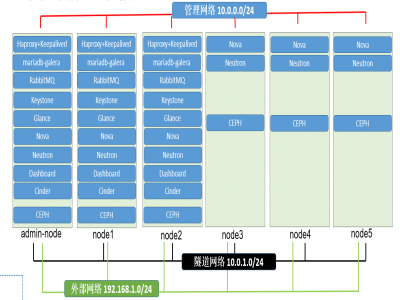 管理网络 10.0.0.0/24
Haproxy+Keepalived Haproxy+Keepalived Haproxy+Keepalived Nova Nova Nova
mariadb-galera mariadb-galera mariadb-galera Neutron Neutron Neutron
RabbitMQ RabbitMQ RabbitMQ
Keystone Keystone Keystone
Glance Glance Glance CEPH CEPH CEPH
Nova Nova Nova
Neutron Neutron Neutron
Dashboard Dashboard Dashboard
Cinder Cinder Cinder
CEPH CEPH CEPH
admin-node node1 node2 node3 node4 node5
隧道网络 10.0.1.0/24
外部网络 192.168.1.0/24